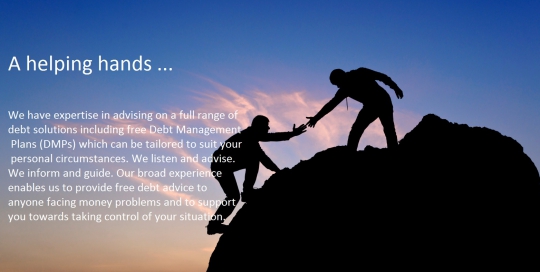 A helping hands ...
We have expertise in advising on a full range of
debt solutions including free Debt Management
Plans (DMPs) which can be tailored to suit your
personal circumstances. We listen and advise.
We inform and guide. Our broad experience
enables us to provide free debt advice to
anyone facing money problems and to support
you towards taking control of your situation.